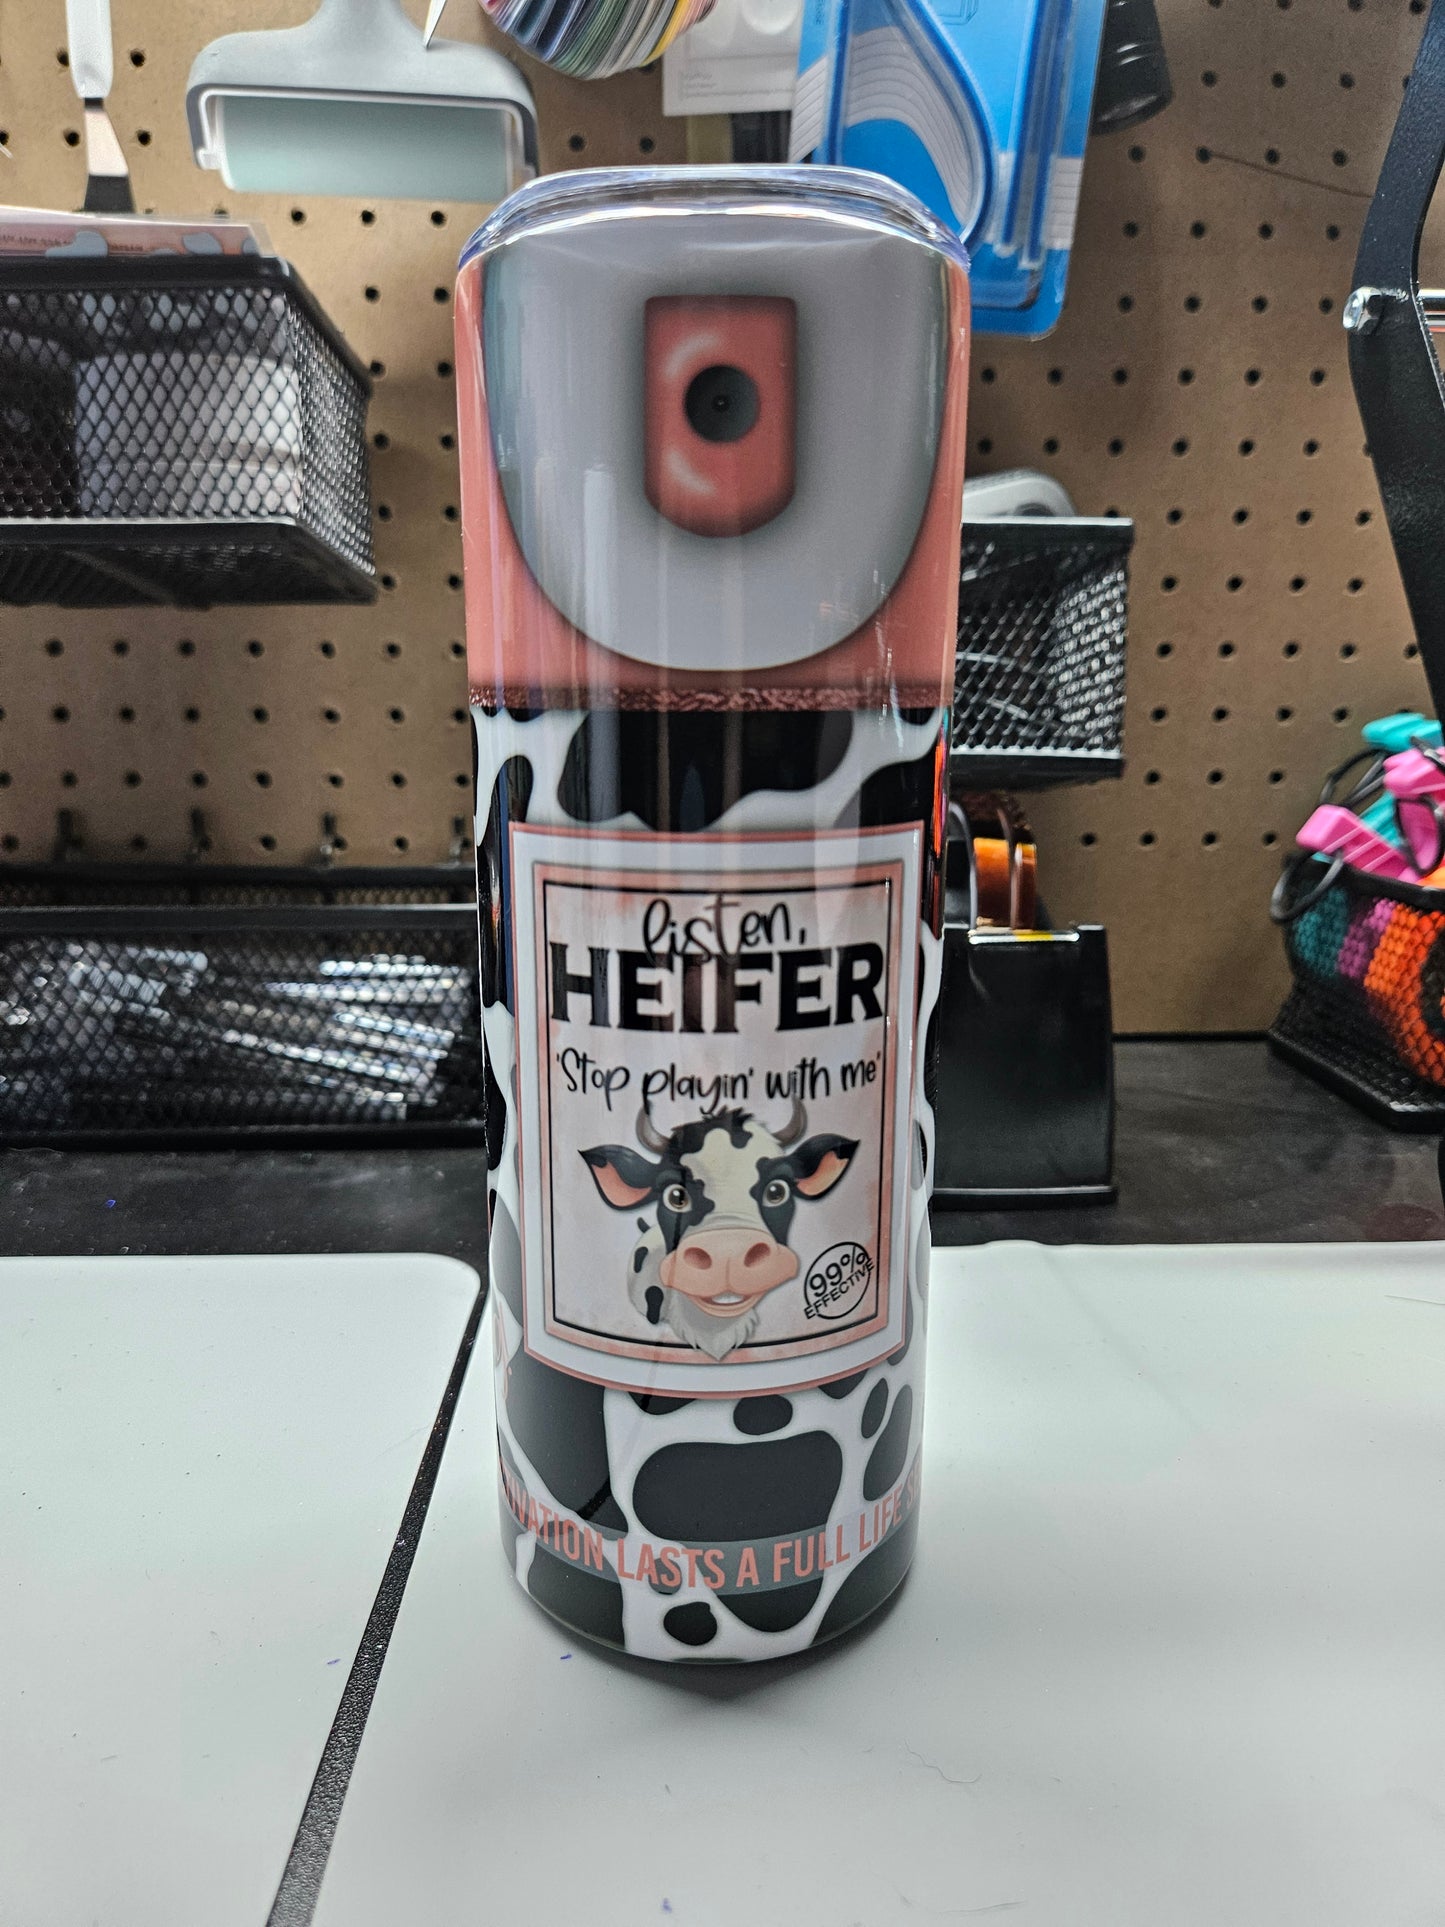 listen,
HEIFER
'Stop playin' with me'
99%
EFFECTIVE
LASTS A FULL LIFE